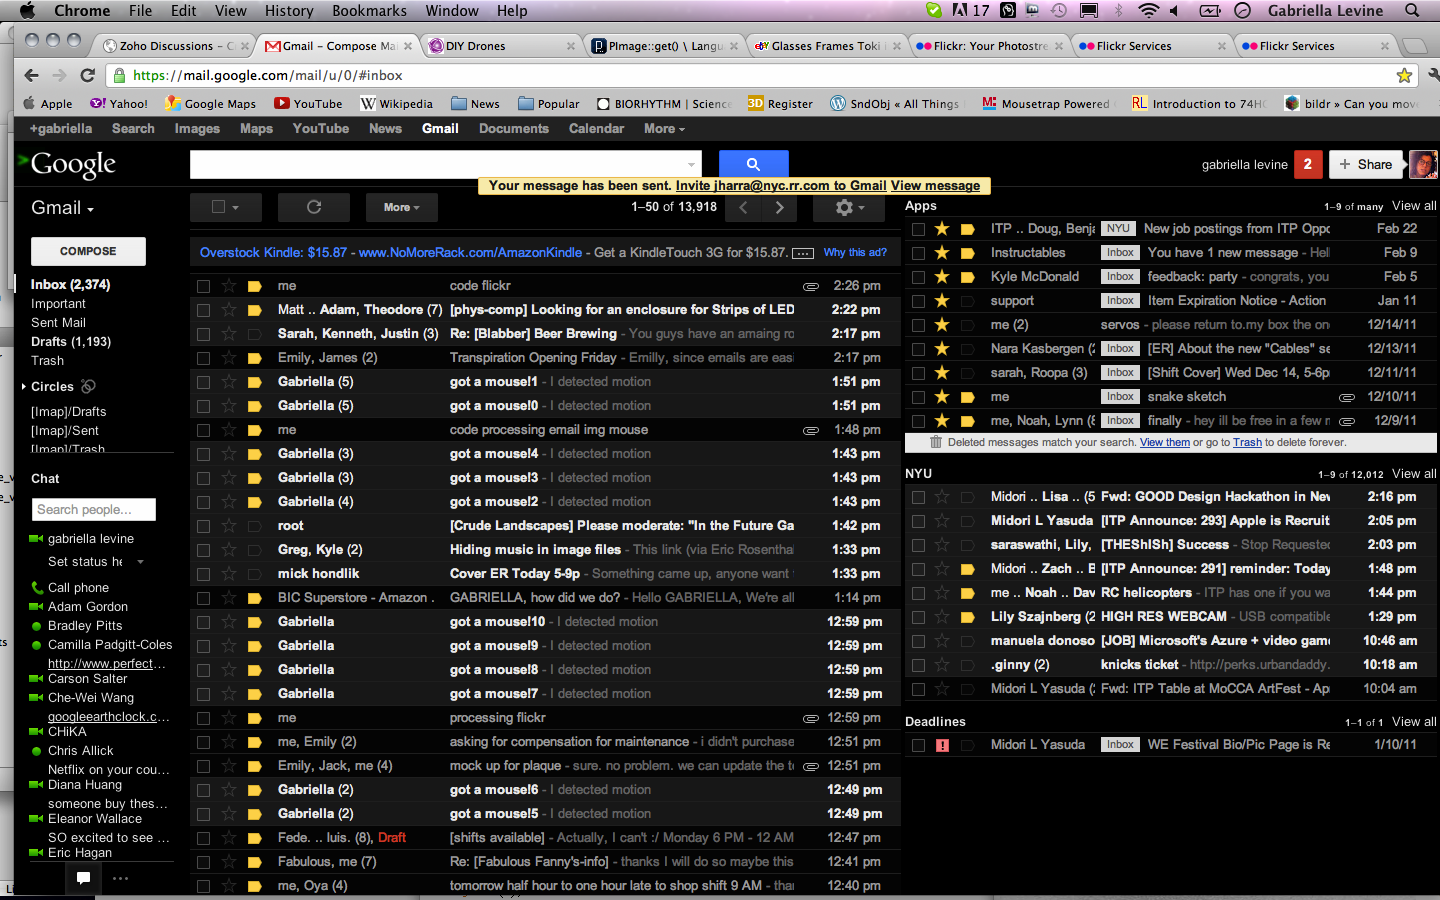 Chrome File Edit View History Bookmarks Window Help 17 Gabriella Levine
Zoho Discussions – C Gmail – Compose Mai DIY Drones PImage::get() \ Langu Glasses Frames Toki Flickr: Your Photostre Flickr Services Flickr Services
https://mail.google.com/mail/u/0/#inbox
Apple Yahoo! Google Maps YouTube Wikipedia News Popular BIORHYTHM | Science 3D Register SndObj « All Things Mousetrap Powered RL Introduction to 74H bildr » Can you mov
+gabriella Search Images Maps YouTube News Gmail Documents Calendar More
Google
gabriella levine 2 + Share
Your message has been sent. Invite jharra@nyc.rr.com to Gmail View message
Gmail
More
1–50 of 13,918
COMPOSE
Inbox (2,374)
Important
Sent Mail
Drafts (1,193)
Trash
Circles
[Imap]/Drafts
[Imap]/Sent
[Imap]/Trash
Chat
Search people...
gabriella levine
Set status he
Call phone
Adam Gordon
Bradley Pitts
Camilla Padgitt-Coles
http://www.perfect...
Carson Salter
Che-Wei Wang
googleearthclock.c...
CHiKA
Chris Allick
Netflix on your cou...
Diana Huang
someone buy thes...
Eleanor Wallace
SO excited to see ...
Eric Hagan
Overstock Kindle: $15.87 - www.NoMoreRack.com/AmazonKindle - Get a KindleTouch 3G for $15.87. Why this ad?
me code flickr 2:26 pm
Matt .. Adam, Theodore (7) [phys-comp] Looking for an enclosure for Strips of LED 2:22 pm
Sarah, Kenneth, Justin (3) Re: [Blabber] Beer Brewing - You guys have an amaing ro 2:17 pm
Emily, James (2) Transpiration Opening Friday - Emilly, since emails are easi 2:17 pm
Gabriella (5) got a mouse!1 - I detected motion 1:51 pm
Gabriella (5) got a mouse!0 - I detected motion 1:51 pm
me code processing email img mouse 1:48 pm
Gabriella (3) got a mouse!4 - I detected motion 1:43 pm
Gabriella (3) got a mouse!3 - I detected motion 1:43 pm
Gabriella (4) got a mouse!2 - I detected motion 1:43 pm
root [Crude Landscapes] Please moderate: "In the Future Ga 1:42 pm
Greg, Kyle (2) Hiding music in image files - This link (via Eric Rosenthal 1:33 pm
mick hondlik Cover ER Today 5-9p - Something came up, anyone want 1:33 pm
BIC Superstore - Amazon . GABRIELLA, how did we do? - Hello GABRIELLA, We're all 1:14 pm
Gabriella got a mouse!10 - I detected motion 12:59 pm
Gabriella got a mouse!9 - I detected motion 12:59 pm
Gabriella got a mouse!8 - I detected motion 12:59 pm
Gabriella got a mouse!7 - I detected motion 12:59 pm
me processing flickr 12:59 pm
me, Emily (2) asking for compensation for maintenance - i didn't purchase 12:51 pm
Emily, Jack, me (4) mock up for plaque - sure. no problem. we can update the te 12:51 pm
Gabriella (2) got a mouse!6 - I detected motion 12:49 pm
Gabriella (2) got a mouse!5 - I detected motion 12:49 pm
Fede. .. luis. (8), Draft [shifts available] - Actually, I can't :/ Monday 6 PM - 12 AM 12:47 pm
Fabulous, me (7) Re: [Fabulous Fanny's-info] - thanks I will do so maybe this 12:41 pm
me, Oya (4) tomorrow half hour to one hour late to shop shift 9 AM - tha 12:40 pm
Apps 1–9 of many View all
ITP .. Doug, Benja NYU New job postings from ITP Oppo Feb 22
Instructables Inbox You have 1 new message - Hel Feb 9
Kyle McDonald Inbox feedback: party - congrats, you Feb 5
support Inbox Item Expiration Notice - Action Jan 11
me (2) servos - please return to.my box the on 12/14/11
Nara Kasbergen (2 Inbox [ER] About the new "Cables" se 12/13/11
sarah, Roopa (3) Inbox [Shift Cover] Wed Dec 14, 5-6p 12/11/11
me Inbox snake sketch 12/10/11
me, Noah, Lynn (8 Inbox finally - hey ill be free in a few m 12/9/11
Deleted messages match your search. View them or go to Trash to delete forever.
NYU 1–9 of 12,012 View all
Midori .. Lisa .. (5 Fwd: GOOD Design Hackathon in New 2:16 pm
Midori L Yasuda [ITP Announce: 293] Apple is Recruit 2:05 pm
saraswathi, Lily, [THEShISh] Success - Stop Requested 2:03 pm
Midori .. Zach .. B [ITP Announce: 291] reminder: Today 1:48 pm
me .. Noah .. Dav RC helicopters - ITP has one if you wa 1:44 pm
Lily Szajnberg (2 HIGH RES WEBCAM - USB compatible 1:29 pm
manuela donoso [JOB] Microsoft's Azure + video game 10:46 am
.ginny (2) knicks ticket - http://perks.urbandaddy. 10:18 am
Midori L Yasuda (2 Fwd: ITP Table at MoCCA ArtFest - Ap 10:04 am
Deadlines 1–1 of 1 View all
Midori L Yasuda Inbox WE Festival Bio/Pic Page is Re 1/10/11